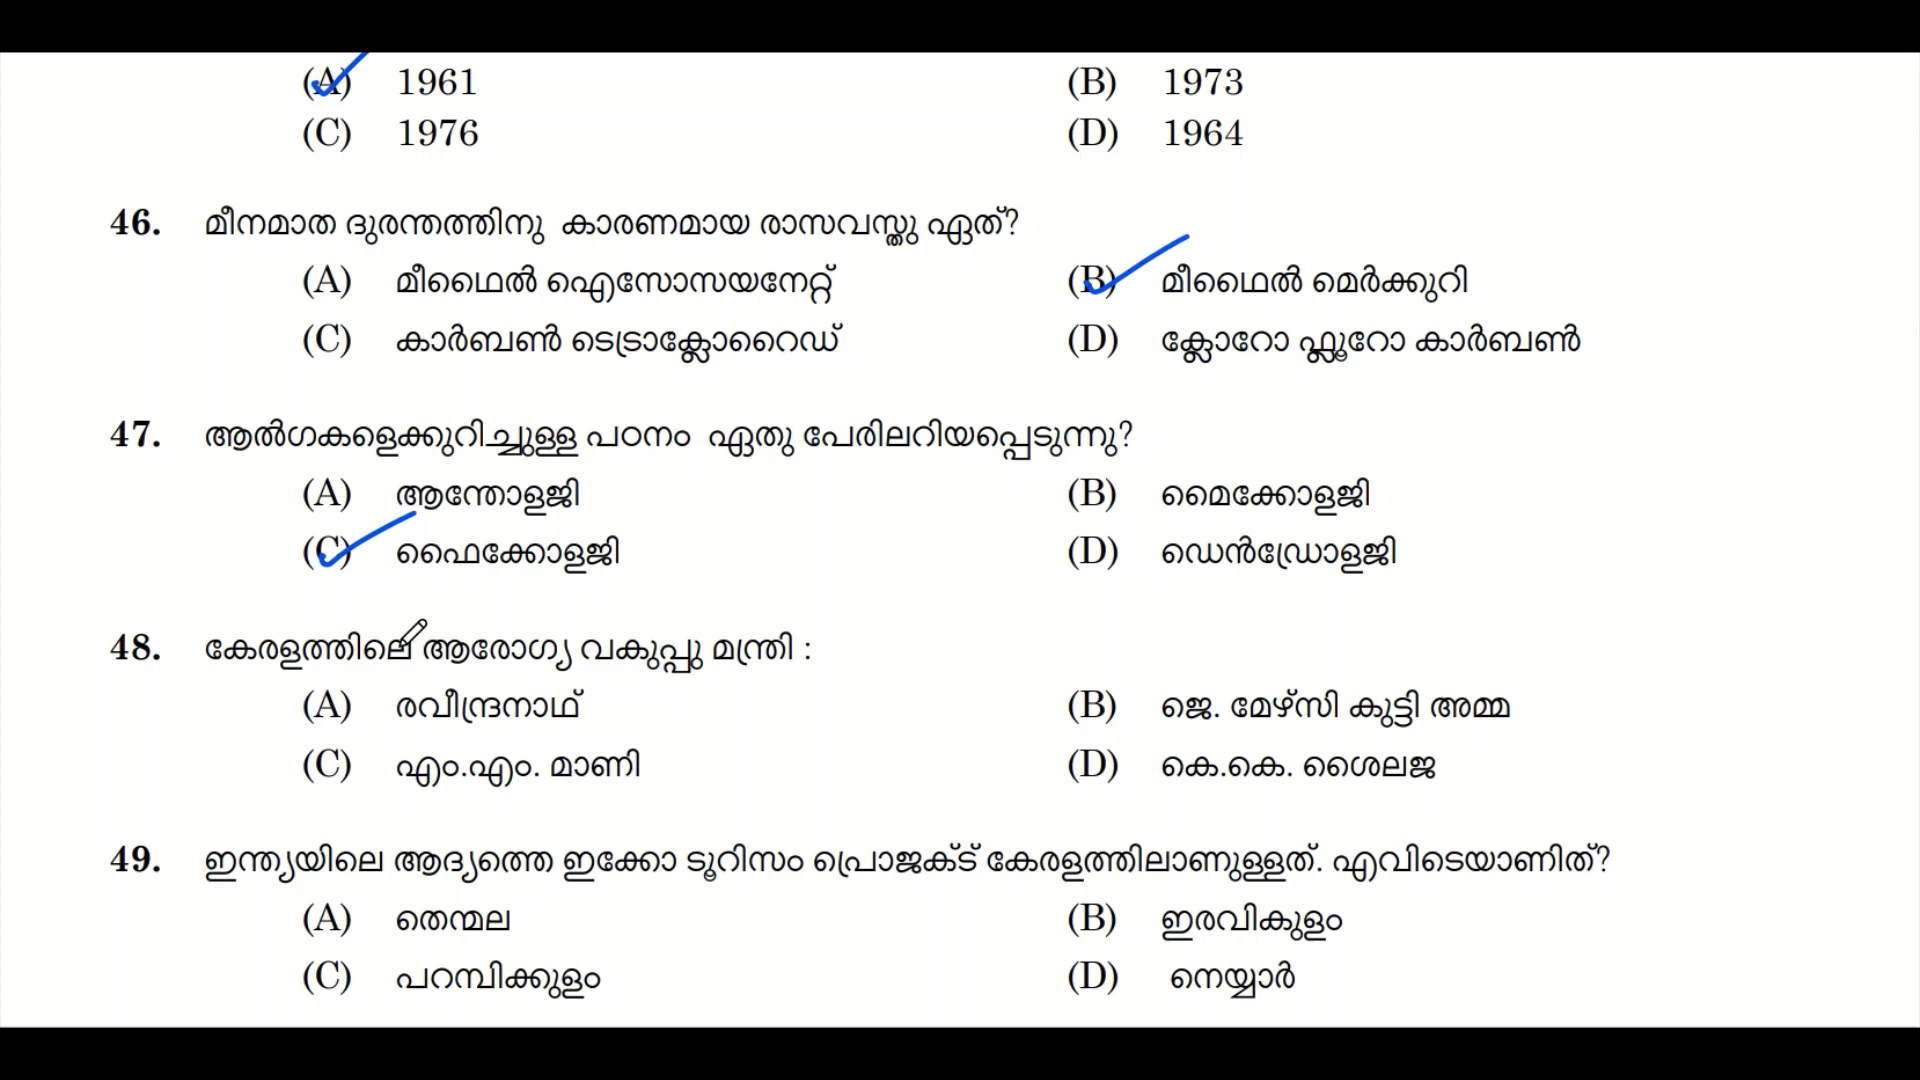 (A) 1961 (B) 1973
(C) 1976 (D) 1964
46. മീനമാത ദുരന്തത്തിനു കാരണമായ രാസവസ്തു ഏത്?
(A) മീഥൈൽ ഐസോസയനേറ്റ് (B) മീഥൈൽ മെർക്കുറി
(C) കാർബൺ ടെട്രാക്ലോറൈഡ് (D) ക്ലോറോ ഫ്ലൂറോ കാർബൺ
47. ആൽഗകളെക്കുറിച്ചുള്ള പഠനം ഏതു പേരിലറിയപ്പെടുന്നു?
(A) ആന്തോളജി (B) മൈക്കോളജി
(C) ഫൈക്കോളജി (D) ഡെൻഡ്രോളജി
48. കേരളത്തിലെ ആരോഗ്യ വകുപ്പു മന്ത്രി :
(A) രവീന്ദ്രനാഥ് (B) ജെ. മേഴ്സി കുട്ടി അമ്മ
(C) എം.എം. മാണി (D) കെ.കെ. ശൈലജ
49. ഇന്ത്യയിലെ ആദ്യത്തെ ഇക്കോ ടൂറിസം പ്രൊജക്ട് കേരളത്തിലാണുള്ളത്. എവിടെയാണിത്?
(A) തെന്മല (B) ഇരവികുളം
(C) പറമ്പിക്കുളം (D) നെയ്യാർ